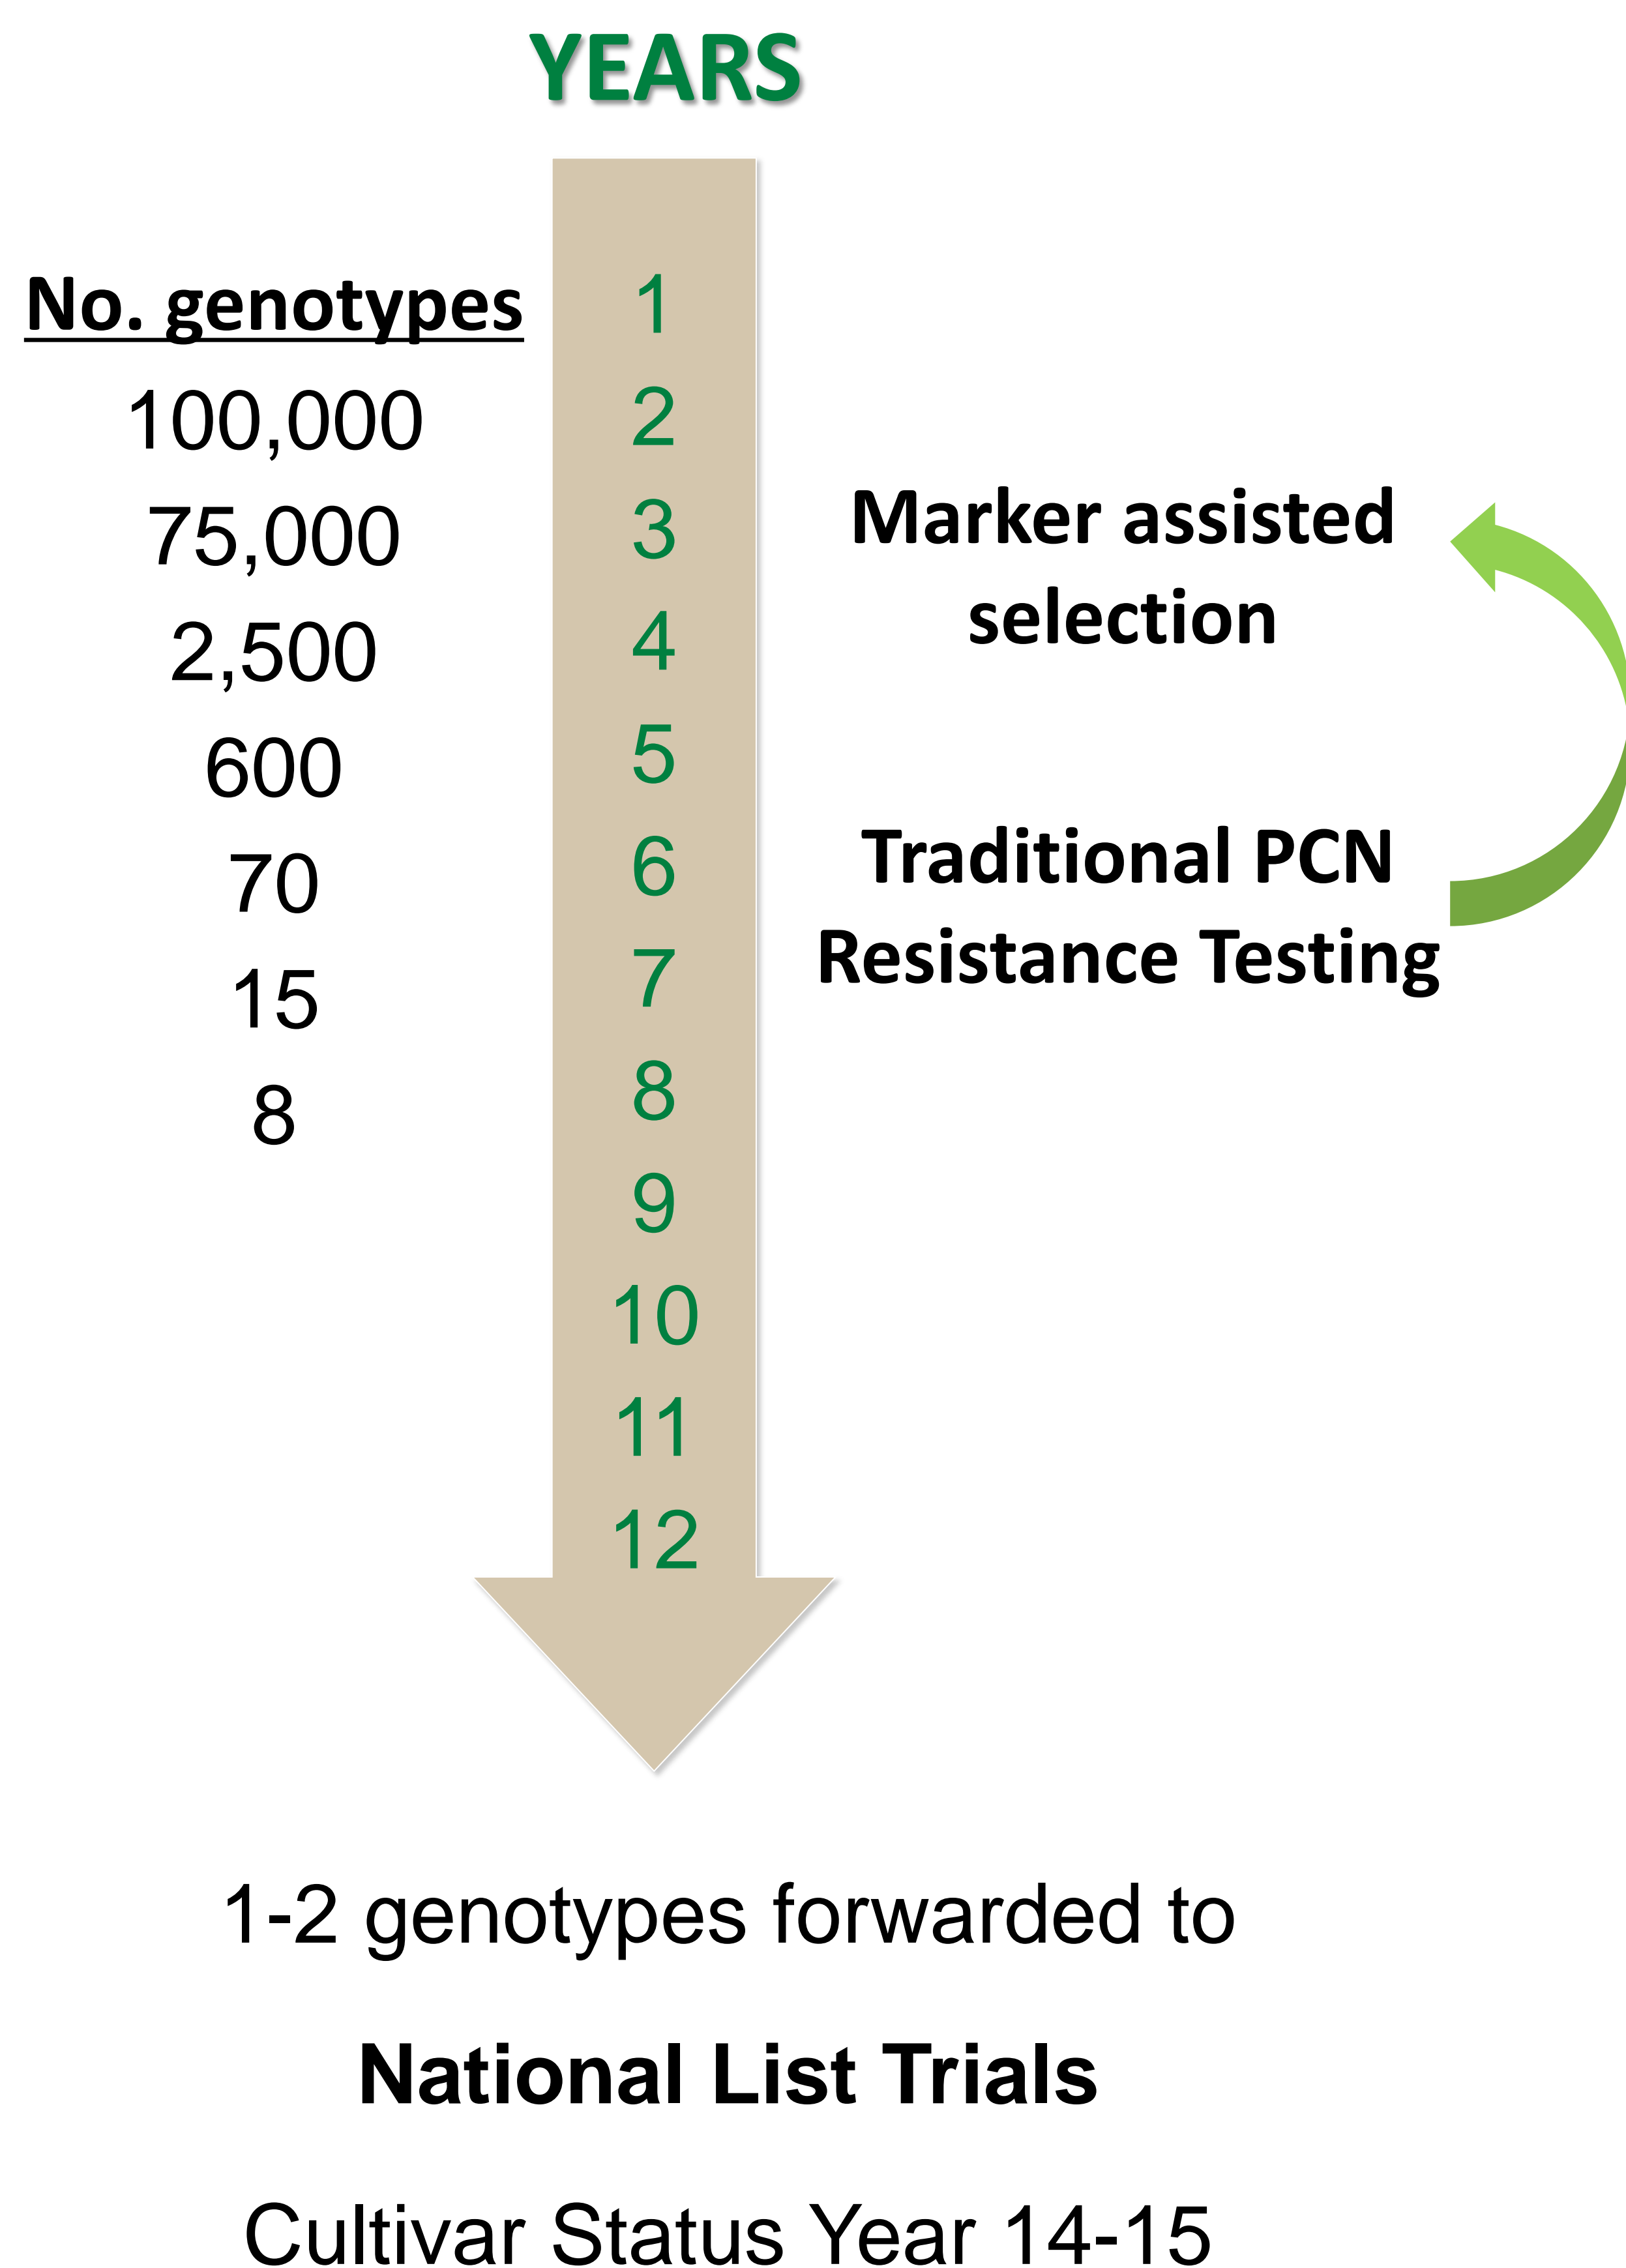 YEARS
No. genotypes
1
100,000
2
75,000
3
Marker assisted
selection
2,500
4
600
5
70
6
Traditional PCN
Resistance Testing
15
7
8
8
9
10
11
12
1-2 genotypes forwarded to
National List Trials
Cultivar Status Year 14-15